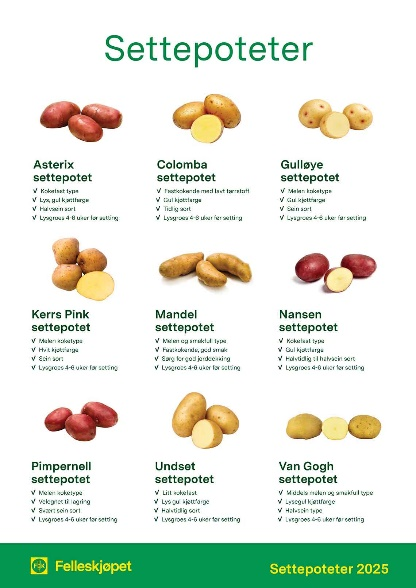 Settepoteter
Asterix
settepotet
√ Kokefast type
√ Lys, gul kjøttfarge
√ Halvsein sort
√ Lysgroes 4-6 uker før setting
Colomba
settepotet
√ Fastkokende med lavt tørrstoff
√ Gul kjøttfarge
√ Tidlig sort
√ Lysgroes 4-6 uker før setting
Gulløye
settepotet
√ Melen koketype
√ Gul kjøttfarge
√ Sein sort
√ Lysgroes 4-6 uker før setting
Kerrs Pink
settepotet
√ Melen koketype
√ Hvit kjøttfarge
√ Sein sort
√ Lysgroes 4-6 uker før setting
Mandel
settepotet
√ Melen og smakfull type
√ Fastkokende, god smak
√ Sørg for god jorddekking
√ Lysgroes 4-6 uker før setting
Nansen
settepotet
√ Kokefast type
√ Gul kjøttfarge
√ Halvtidlig til halvsein sort
√ Lysgroes 4-6 uker før setting
Pimpernell
settepotet
√ Melen koketype
√ Velegnet til lagring
√ Svært sein sort
√ Lysgroes 4-6 uker før setting
Undset
settepotet
√ Litt kokefast
√ Lys gul kjøttfarge
√ Halvtidlig sort
√ Lysgroes 4-6 uker før setting
Van Gogh
settepotet
√ Middels melen og smakfull type
√ Lysegul kjøttfarge
√ Halvsein type
√ Lysgroes 4-6 uker før setting
FK Felleskjøpet
Settepoteter 2025